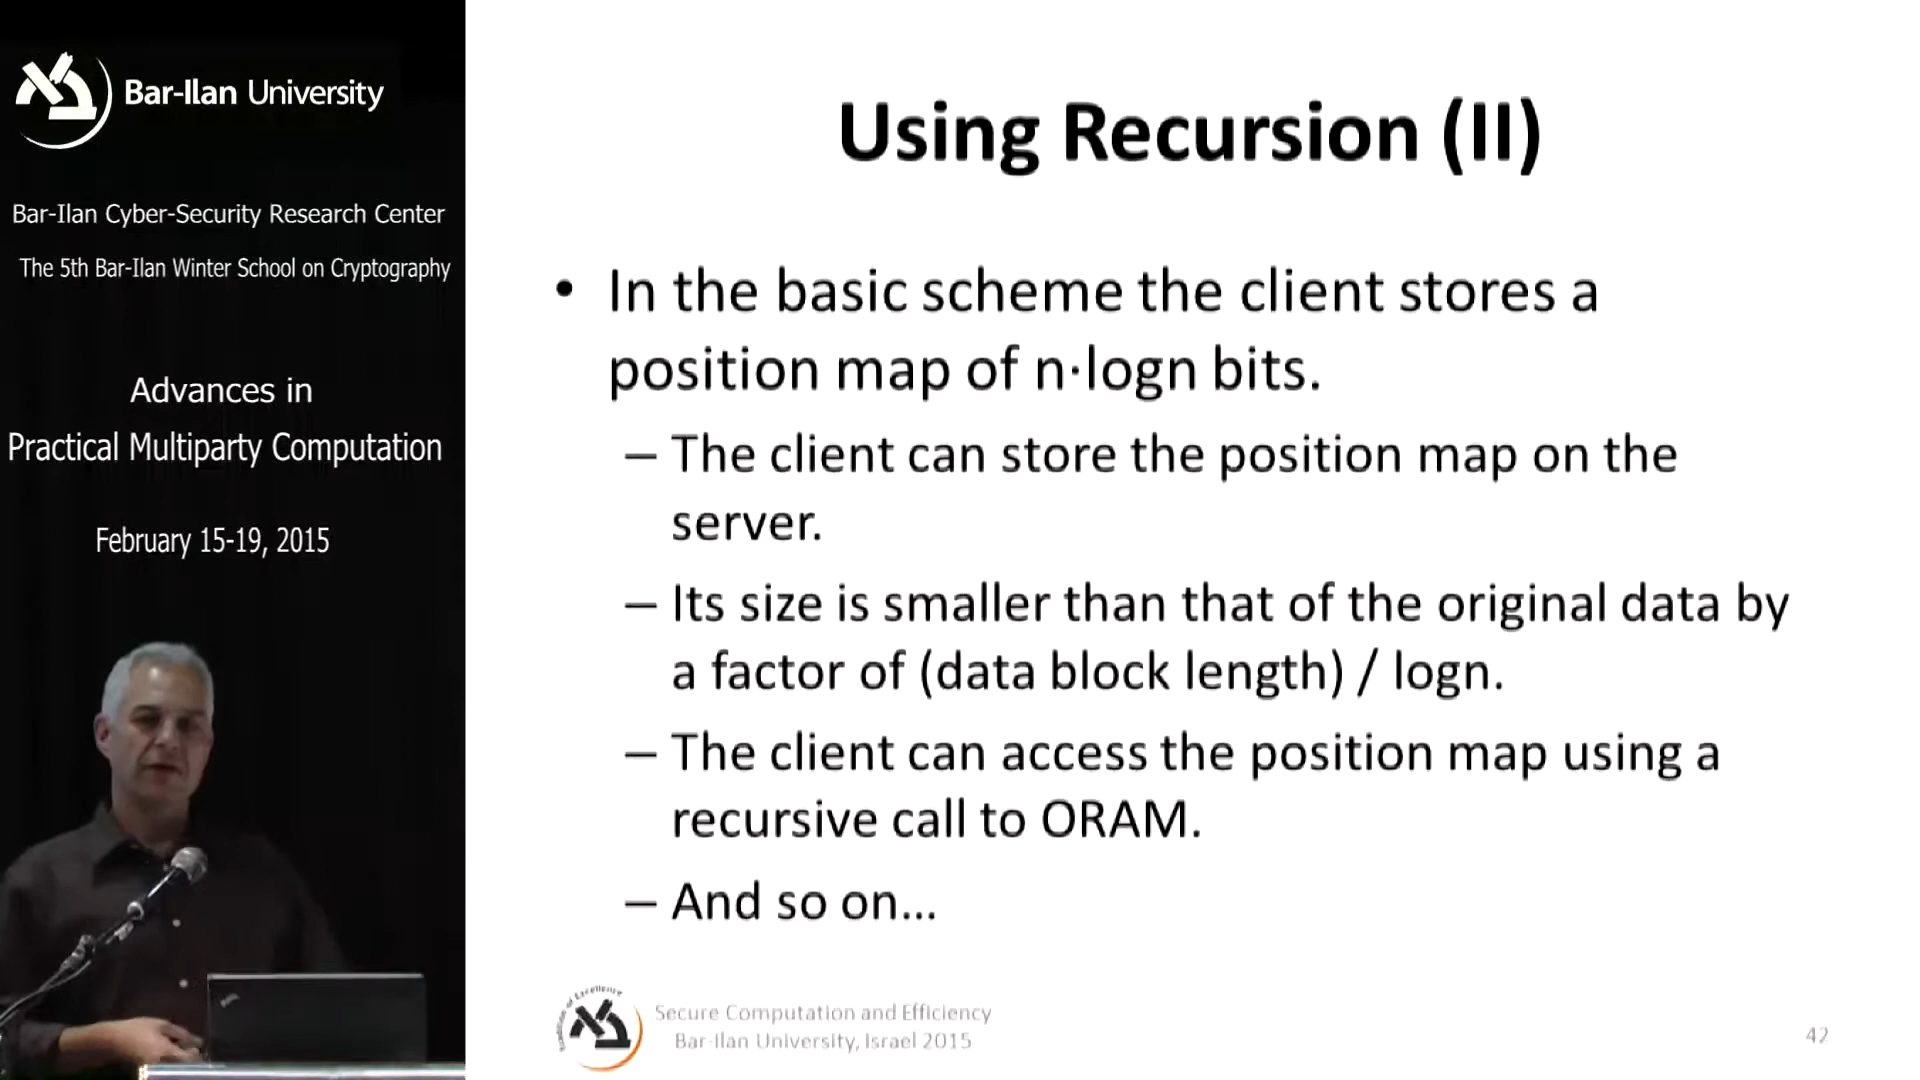 Bar-Ilan University
Bar-Ilan Cyber-Security Research Center
The 5th Bar-Ilan Winter School on Cryptography
Advances in
Practical Multiparty Computation
February 15-19, 2015
Using Recursion (II)
• In the basic scheme the client stores a
position map of n·logn bits.
– The client can store the position map on the
server.
– Its size is smaller than that of the original data by
a factor of (data block length) / logn.
– The client can access the position map using a
recursive call to ORAM.
– And so on...
Secure Computation and Efficiency
Bar-Ilan University, Israel 2015
42